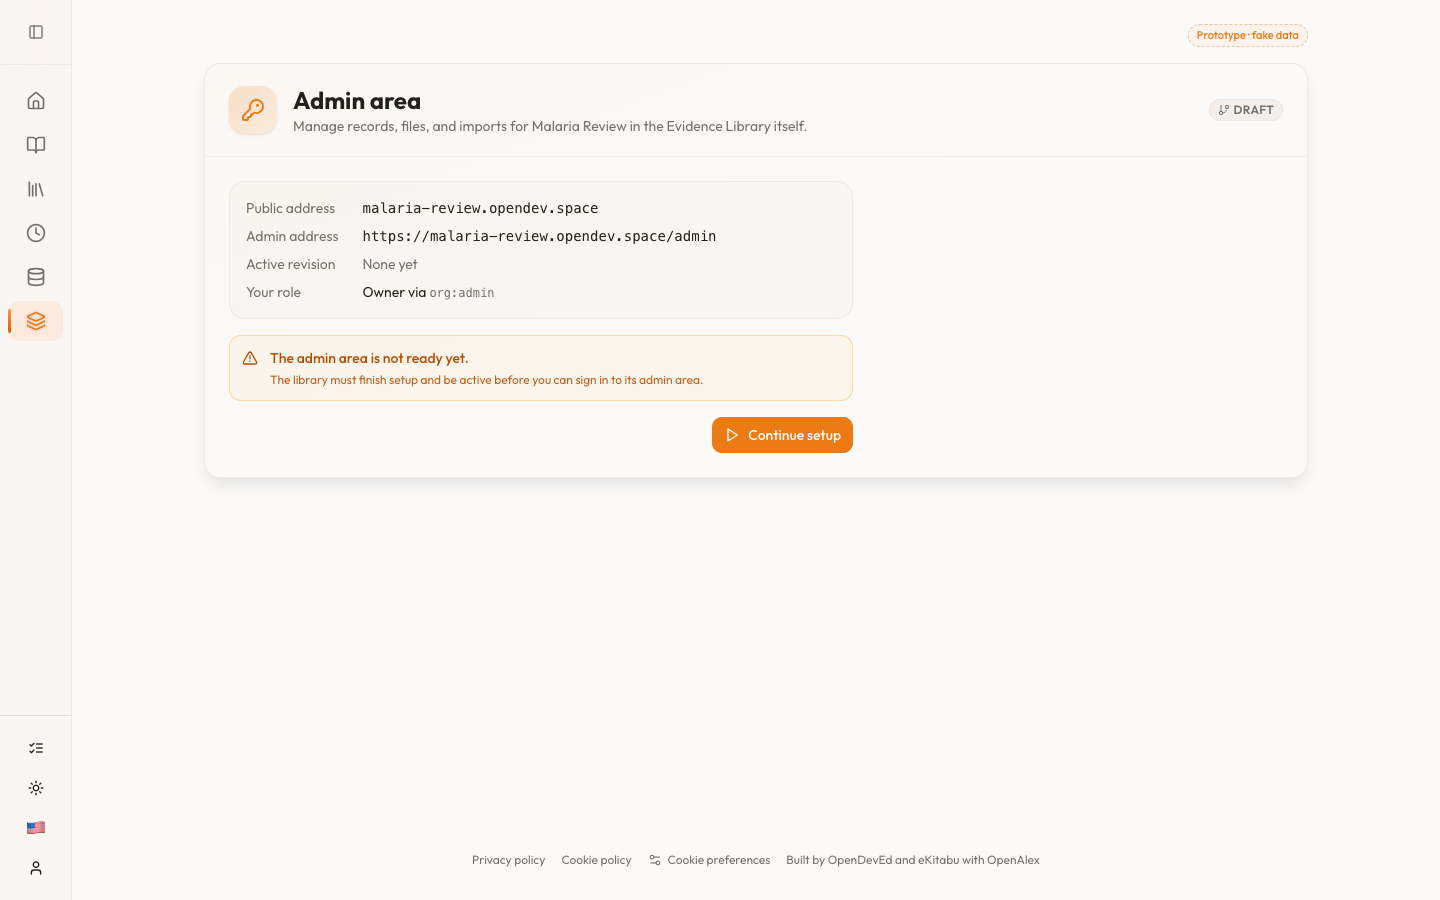 Prototype · fake data
Admin area
Manage records, files, and imports for Malaria Review in the Evidence Library itself.
DRAFT
Public address malaria-review.opendev.space
Admin address https://malaria-review.opendev.space/admin
Active revision None yet
Your role Owner via org:admin
The admin area is not ready yet.
The library must finish setup and be active before you can sign in to its admin area.
Continue setup
Privacy policy Cookie policy Cookie preferences Built by OpenDevEd and eKitabu with OpenAlex